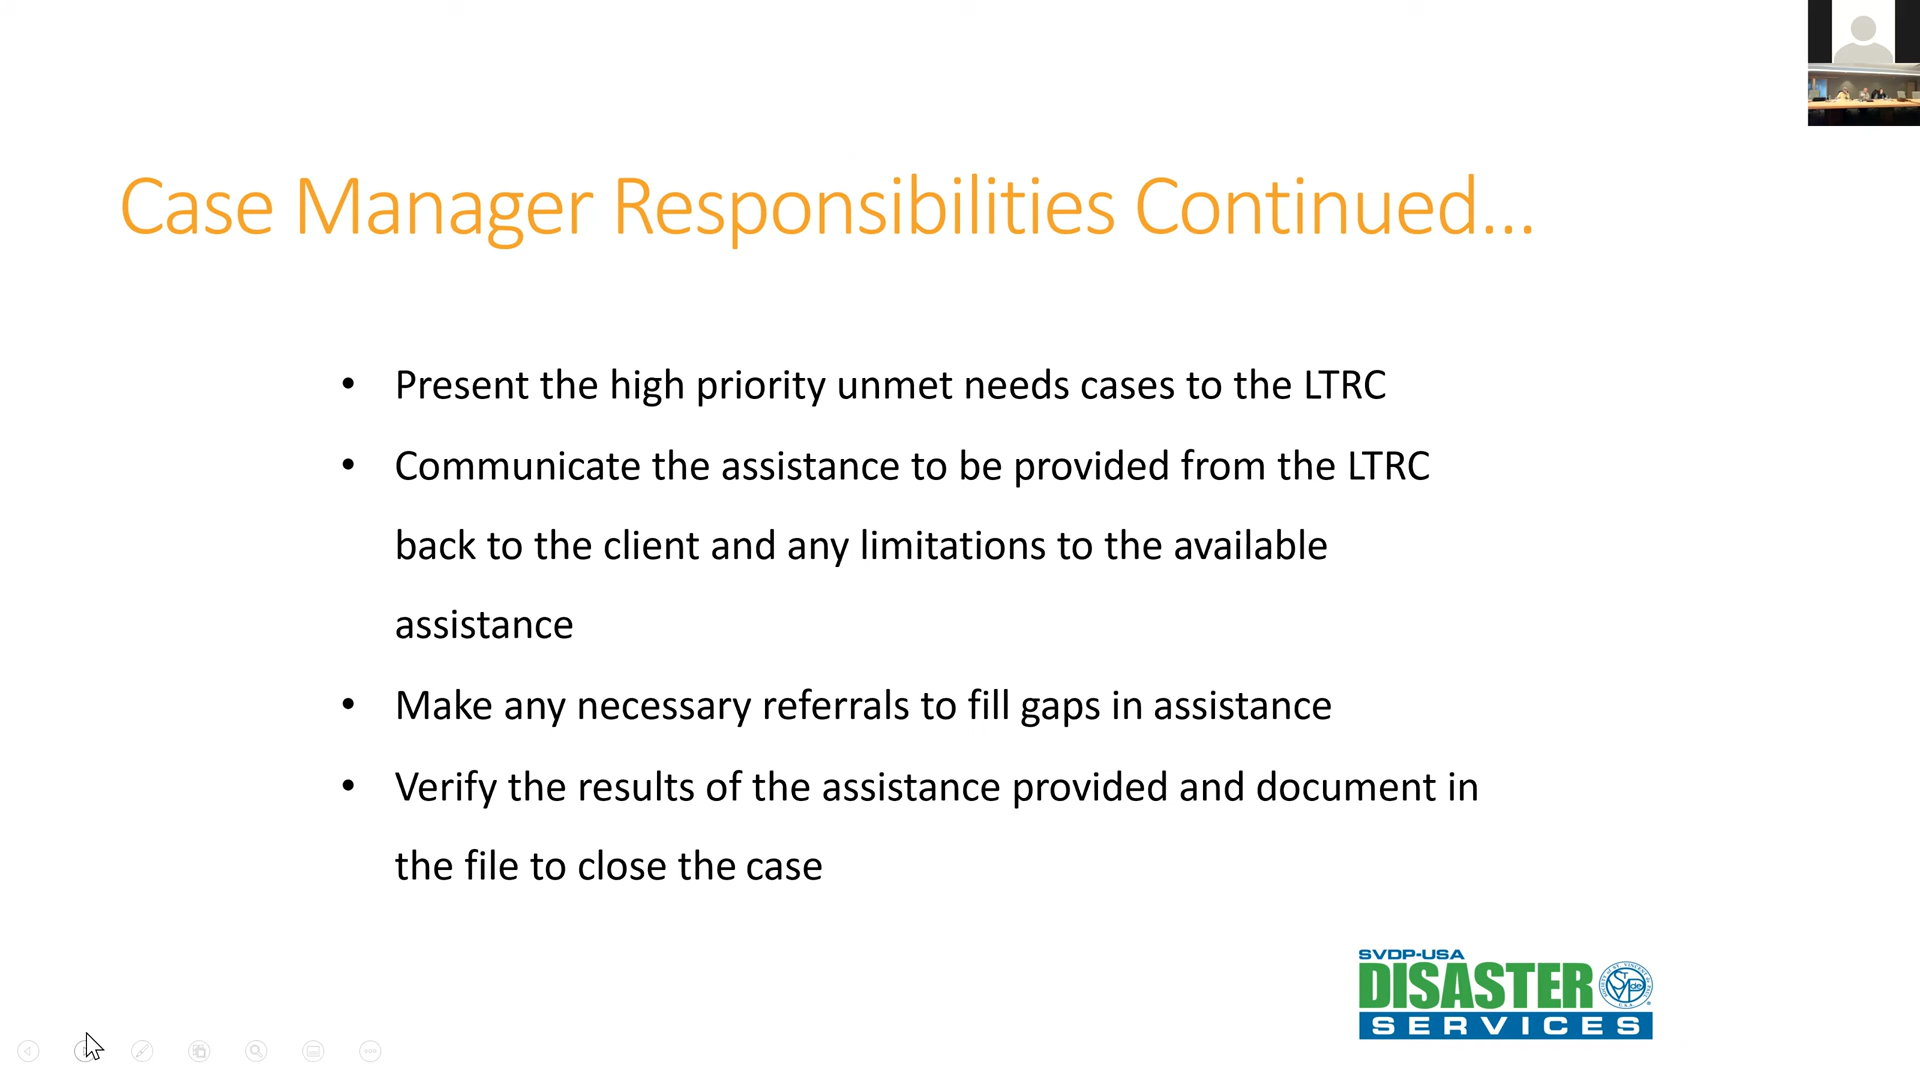 Case Manager Responsibilities Continued...
• Present the high priority unmet needs cases to the LTRC
• Communicate the assistance to be provided from the LTRC
back to the client and any limitations to the available
assistance
• Make any necessary referrals to fill gaps in assistance
• Verify the results of the assistance provided and document in
the file to close the case
SVDP-USA
DISASTER
SERVICES